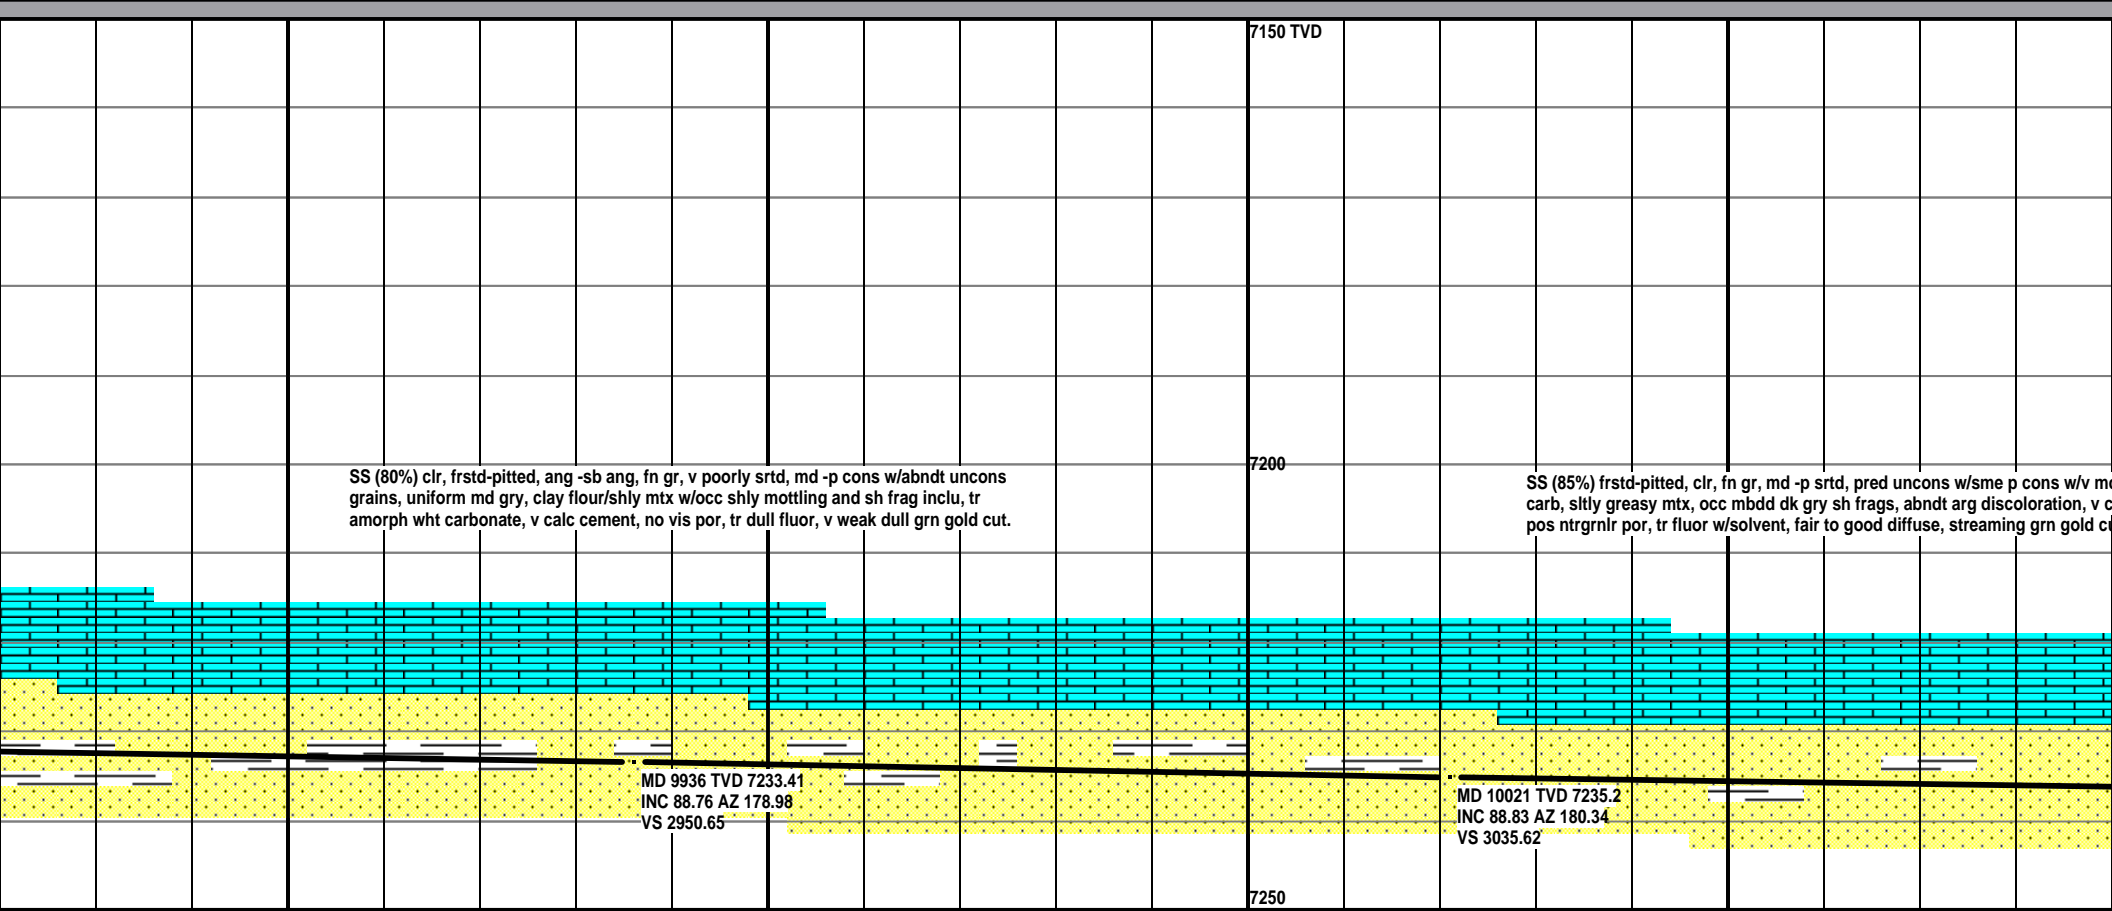 7150 TVD
7200
SS (80%) clr, frstd-pitted, ang -sb ang, fn gr, v poorly srtd, md -p cons w/abndt uncons
grains, uniform md gry, clay flour/shly mtx w/occ shly mottling and sh frag inclu, tr
amorph wht carbonate, v calc cement, no vis por, tr dull fluor, v weak dull grn gold cut.
SS (85%) frstd-pitted, clr, fn gr, md -p srtd, pred uncons w/sme p cons w/v
carb, sltly greasy mtx, occ mbdd dk gry sh frags, abndt arg discoloration, v
pos ntrgrnlr por, tr fluor w/solvent, fair to good diffuse, streaming grn gold
MD 9936 TVD 7233.41
INC 88.76 AZ 178.98
VS 2950.65
MD 10021 TVD 7235.2
INC 88.83 AZ 180.34
VS 3035.62
7250